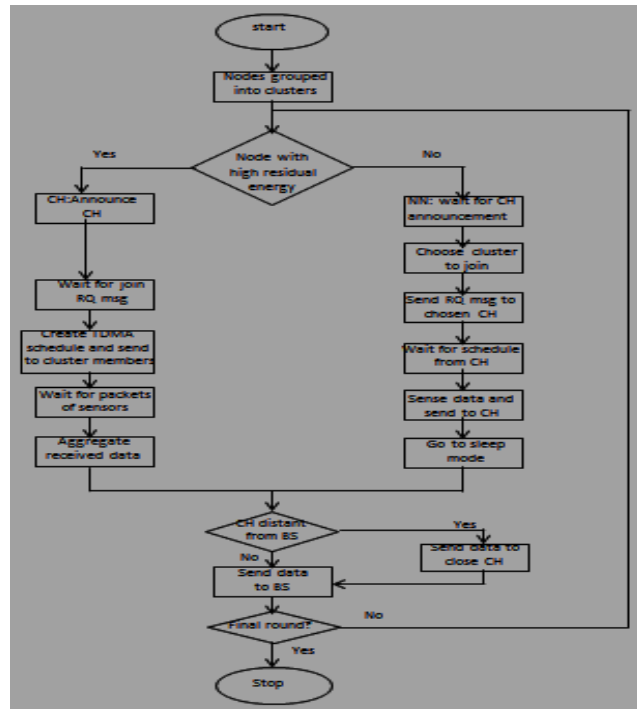 start
Nodes grouped
into clusters
Yes
Node with
high residual
energy
No
CH:Announce
CH
Wait for join
RQ msg
Create TDMA
schedule and send
to cluster members
Wait for packets
of sensors
Aggregate
received data
NN: wait for CH
announcement
Choose cluster
to join
Send RQ msg to
chosen CH
Wait for schedule
from CH
Sense data and
send to CH
Go to sleep
mode
CH distant
from BS
Yes
Send data to
close CH
No
Send data
to BS
Final round?
No
Yes
Stop